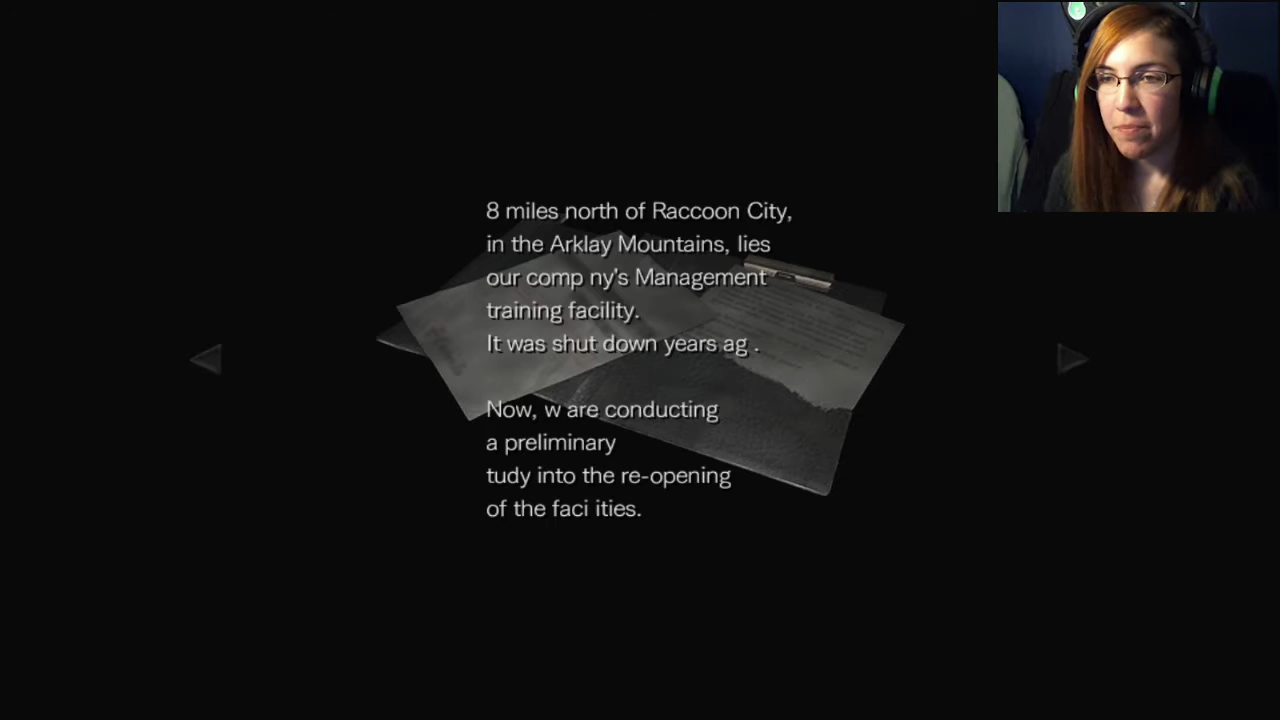 8 miles north of Raccoon City,
in the Arklay Mountains, lies
our comp ny's Management
training facility.
It was shut down years ag .
Now, w are conducting
a preliminary
tudy into the re-opening
of the faci ities.